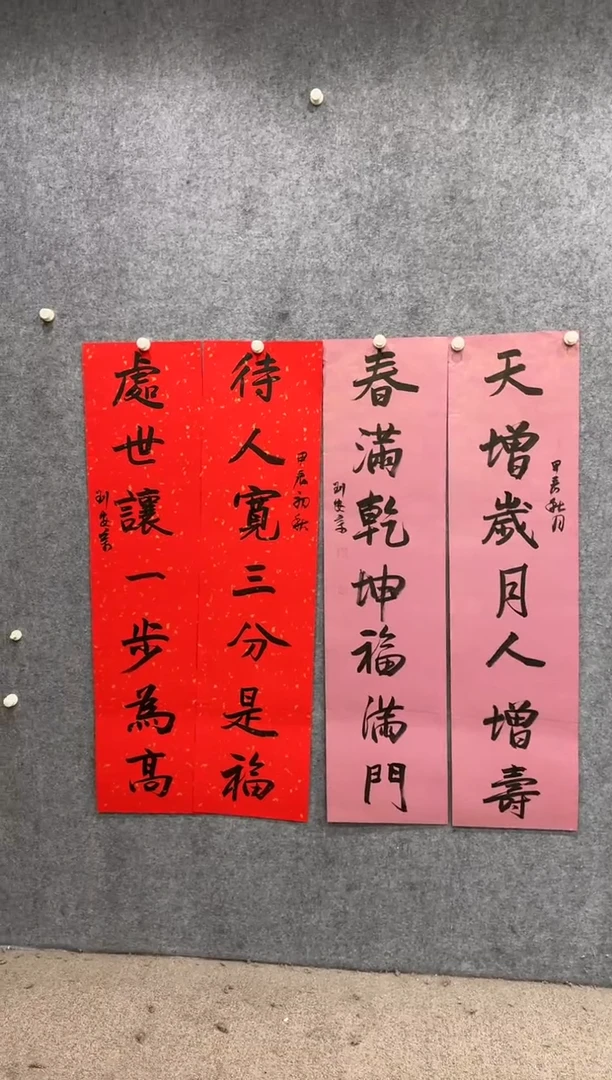 天增歲月人增壽
甲辰秋月
春滿乾坤福滿門
甲辰初秋
待人寬三分是福
處世讓一步為高